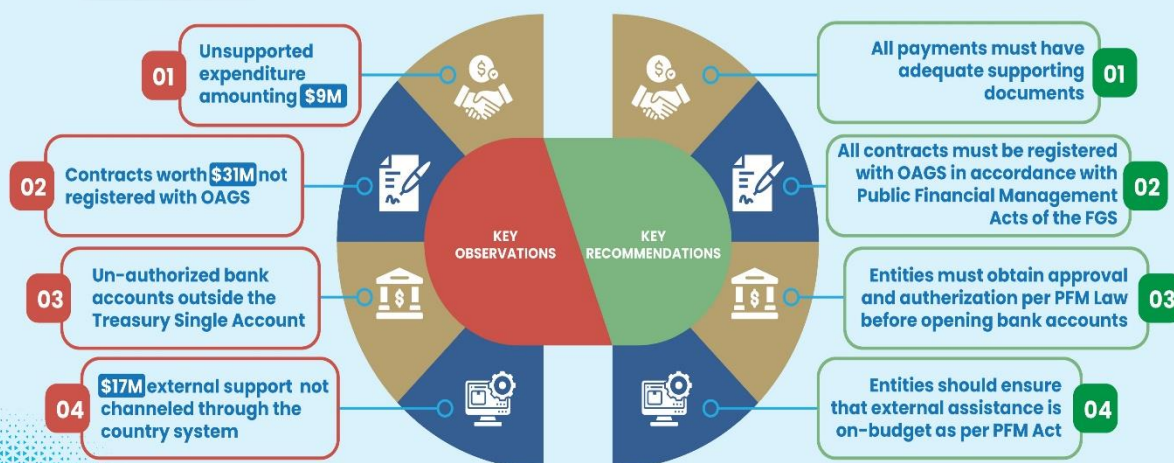 01
Unsupported
expenditure
amounting $9M
02
Contracts worth $31M not
registered with OAGS
03
Un-authorized bank
accounts outside the
Treasury Single Account
04
$17M external support not
channeled through the
country system
KEY
OBSERVATIONS
KEY
RECOMMENDATIONS
All payments must have
adequate supporting
documents
01
All contracts must be registered
with OAGS in accordance with
Public Financial Management
Acts of the FGS
02
Entities must obtain approval
and autherization per PFM Law
before opening bank accounts
03
Entities should ensure
that external assistance is
on-budget as per PFM Act
04